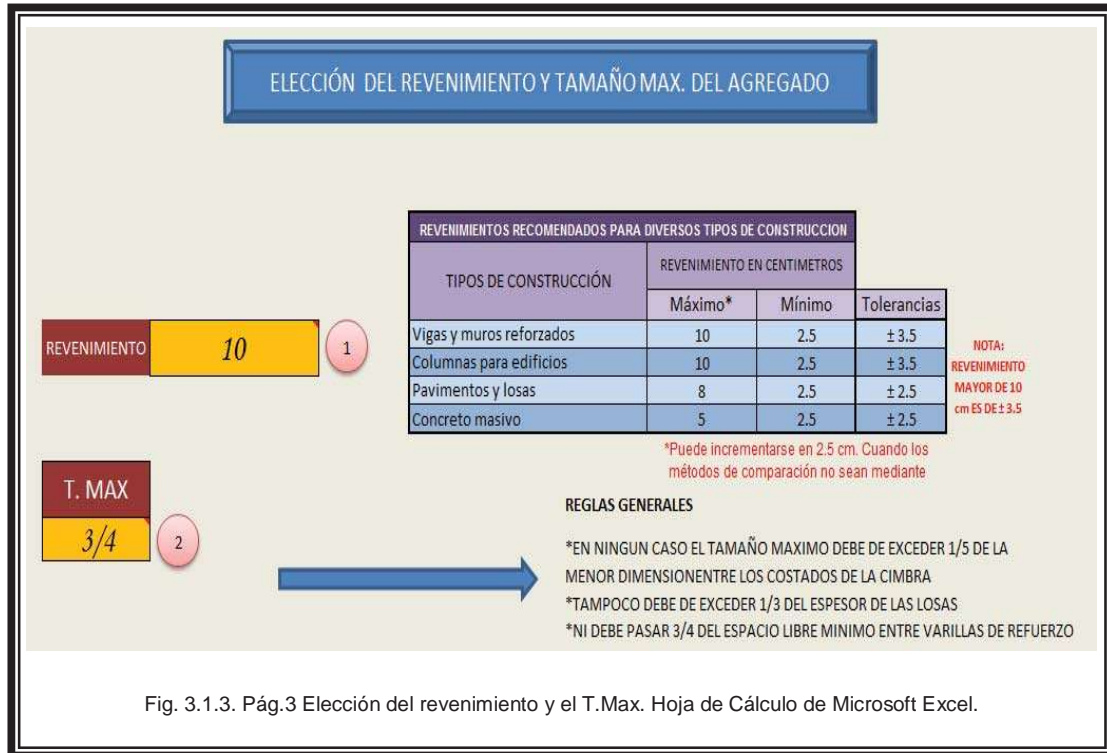 ELECCIÓN DEL REVENIMIENTO Y TAMAÑO MAX. DEL AGREGADO
REVENIMIENTOS RECOMENDADOS PARA DIVERSOS TIPOS DE CONSTRUCCION
TIPOS DE CONSTRUCCIÓN
REVENIMIENTO EN CENTIMETROS
Máximo* Mínimo Tolerancias
Vigas y muros reforzados 10 2.5 ± 3.5
Columnas para edificios 10 2.5 ± 3.5
Pavimentos y losas 8 2.5 ± 2.5
Concreto masivo 5 2.5 ± 2.5
NOTA:
REVENIMIENTO
MAYOR DE 10
cm ES DE ± 3.5
REVENIMIENTO 10 1
*Puede incrementarse en 2.5 cm. Cuando los
métodos de comparación no sean mediante
T. MAX
3/4 2
REGLAS GENERALES
*EN NINGUN CASO EL TAMAÑO MAXIMO DEBE DE EXCEDER 1/5 DE LA
MENOR DIMENSIONENTRE LOS COSTADOS DE LA CIMBRA
*TAMPOCO DEBE DE EXCEDER 1/3 DEL ESPESOR DE LAS LOSAS
*NI DEBE PASAR 3/4 DEL ESPACIO LIBRE MINIMO ENTRE VARILLAS DE REFUERZO
Fig. 3.1.3. Pág.3 Elección del revenimiento y el T.Max. Hoja de Cálculo de Microsoft Excel.